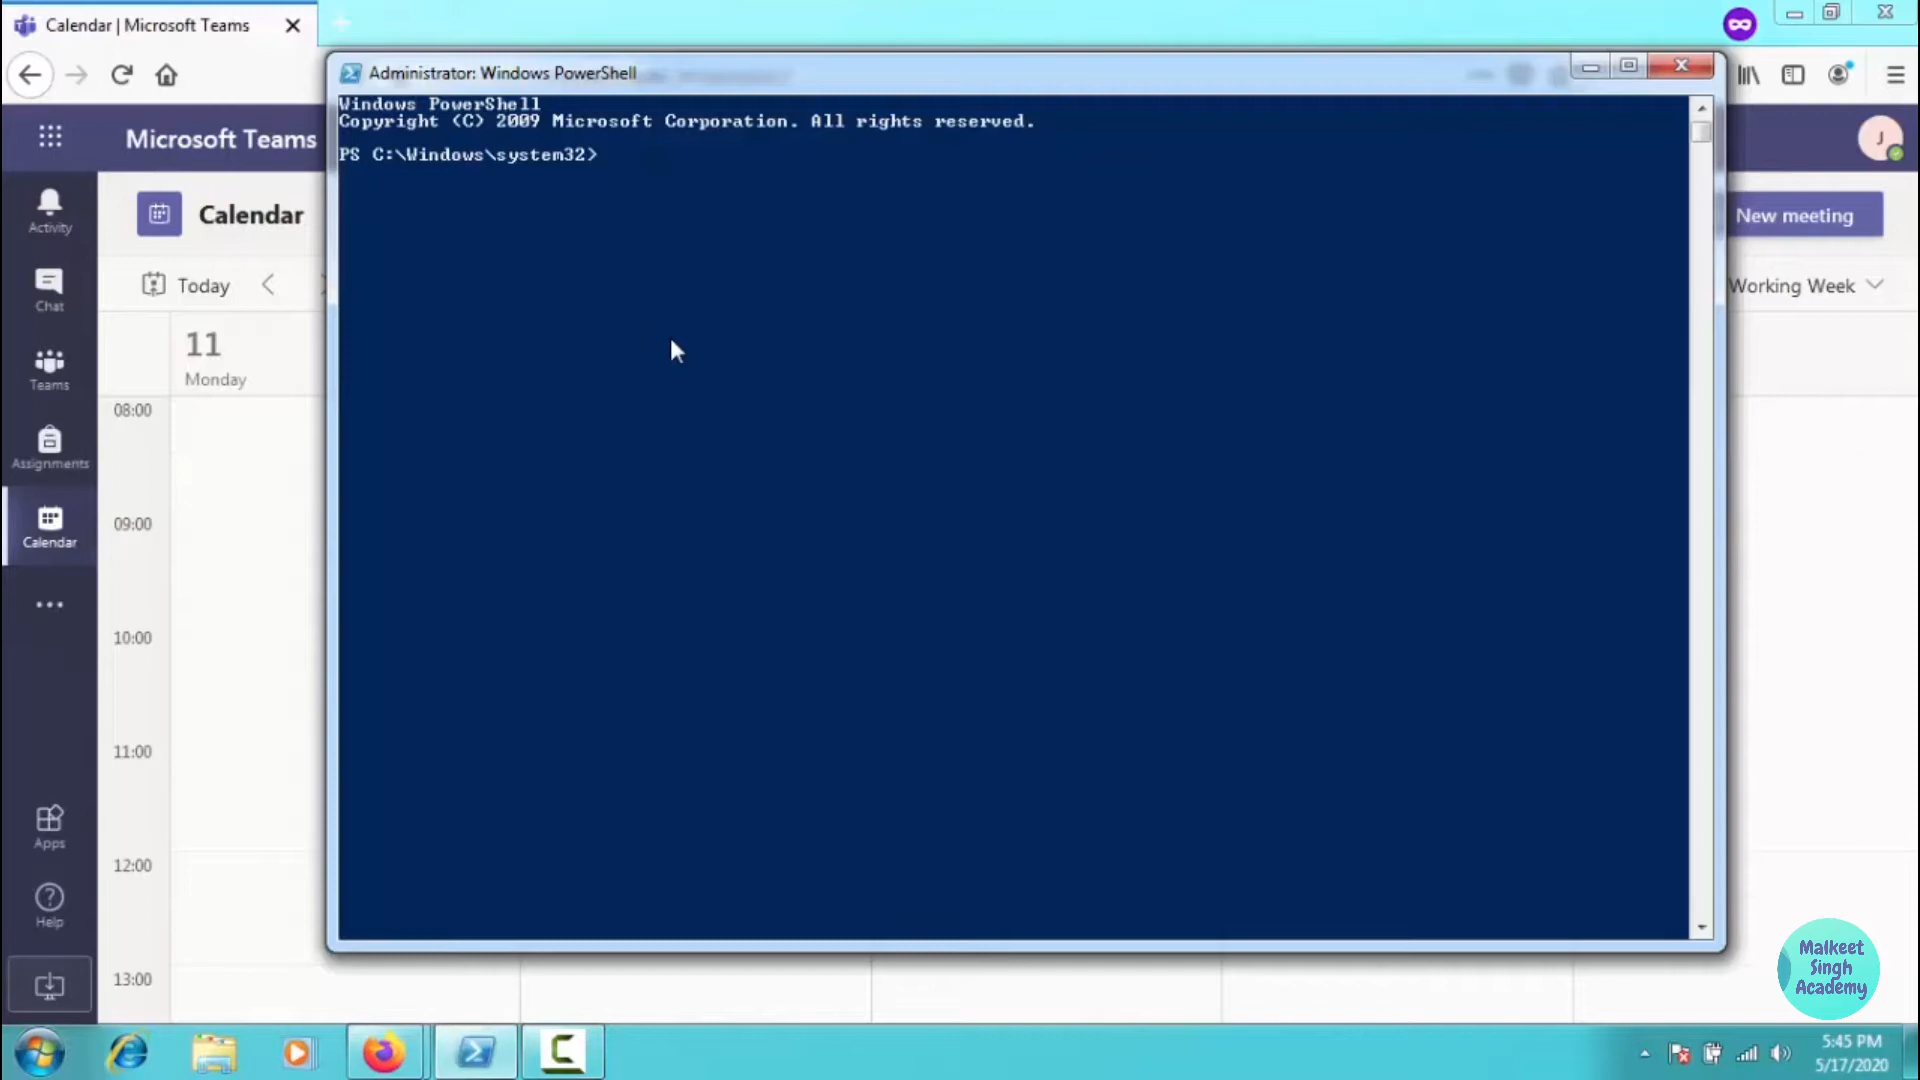 Calendar | Microsoft Teams
Administrator: Windows PowerShell
Windows PowerShell
Copyright (C) 2009 Microsoft Corporation. All rights reserved.
PS C:\Windows\system32>
Microsoft Teams
J
Activity
Chat
Teams
Assignments
Calendar
Apps
Help
Calendar
New meeting
Today
Working Week
11
Monday
08:00
09:00
10:00
11:00
12:00
13:00
Malkeet
Singh
Academy
5:45 PM
5/17/2020